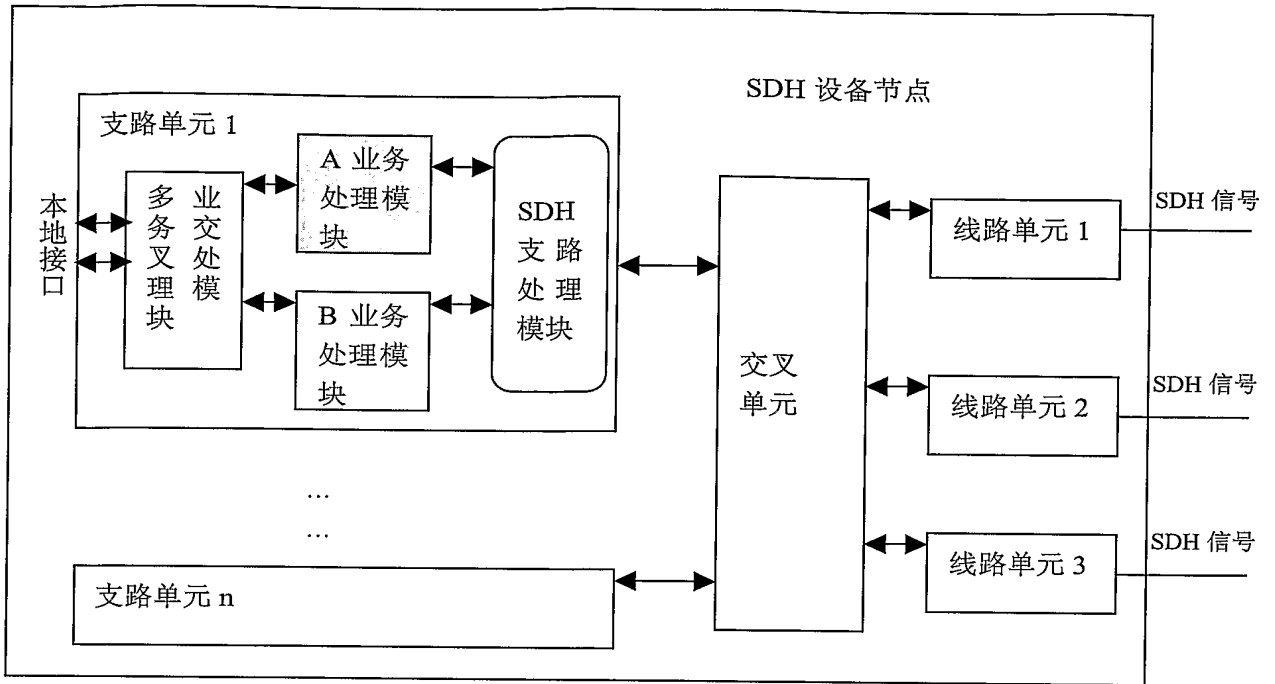 SDH 设备节点
支路单元 1
本地接口
多 业
务 交
叉 处
理 模
块
A 业务
处理模
块
B 业务
处理模
块
SDH
支 路
处 理
模块
交叉
单元
线路单元 1
SDH 信号
线路单元 2
SDH 信号
线路单元 3
SDH 信号
...
...
支路单元 n